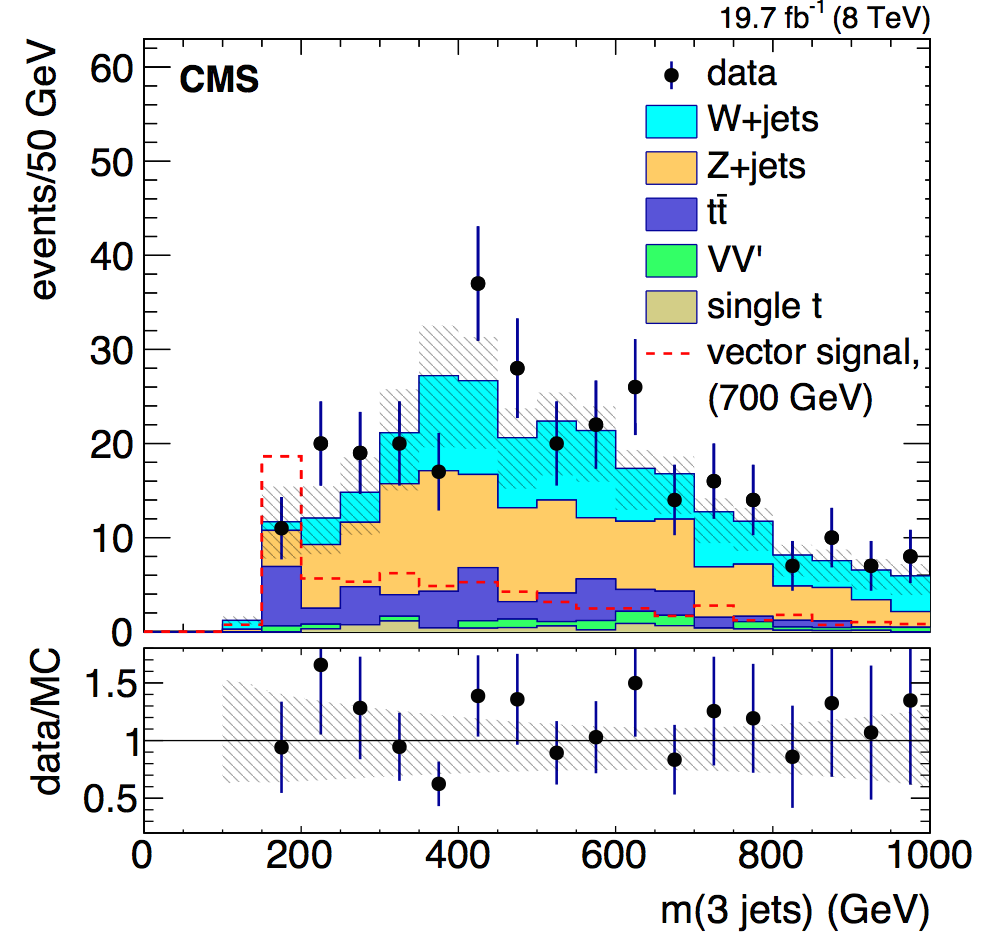 19.7 fb⁻¹ (8 TeV)
CMS
events/50 GeV
60
50
40
30
20
10
0
data
W+jets
Z+jets
tt̄
VV'
single t
vector signal,
(700 GeV)
data/MC
1.5
1
0.5
0 200 400 600 800 1000
m(3 jets) (GeV)